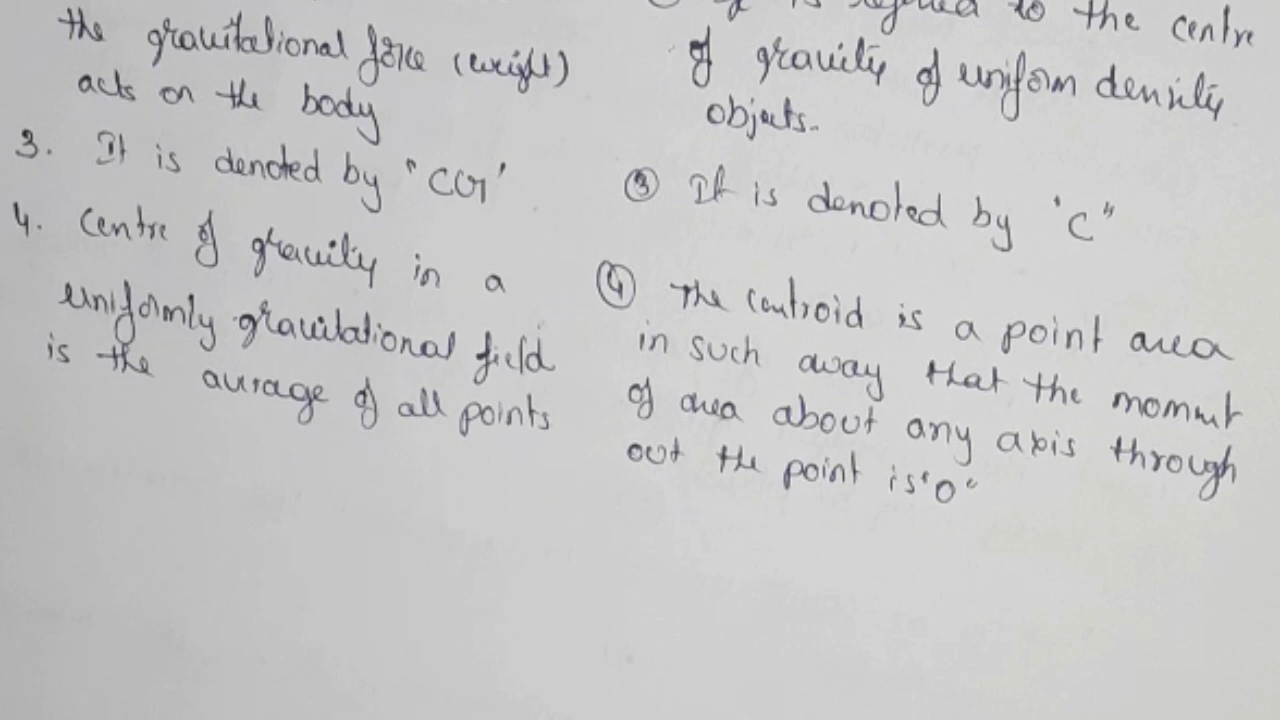 the gravitational force (weight)
acts on the body
3. It is denoted by "CG'
4. Centre of gravity in a
uniformly gravitational field
is the avrage of all points
is to the centre
of gravity of uniform density
objects.
③ It is denoted by 'C"
④ The centroid is a point area
in such away that the moment
of area about any axis through
out the point is "0"